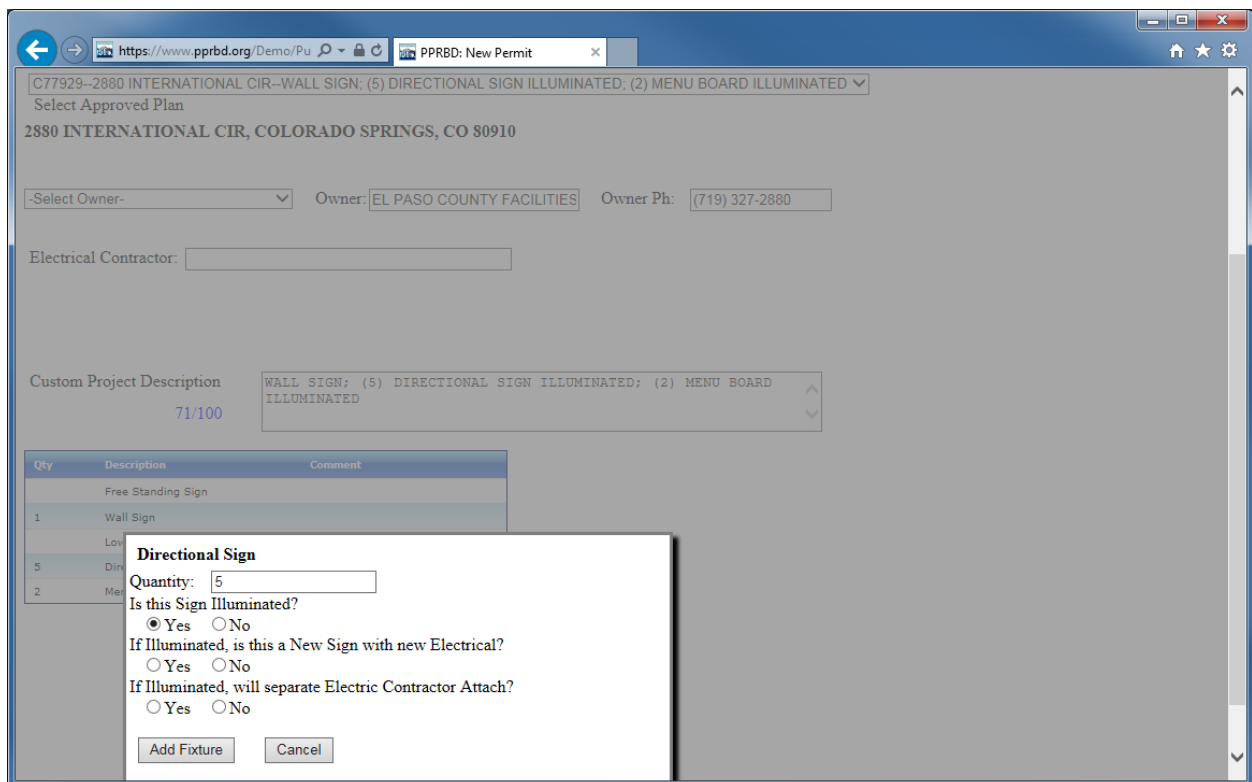 https://www.pprbd.org/Demo/Pu
PPRBD: New Permit
C77929--2880 INTERNATIONAL CIR--WALL SIGN; (5) DIRECTIONAL SIGN ILLUMINATED; (2) MENU BOARD ILLUMINATED
Select Approved Plan
2880 INTERNATIONAL CIR, COLORADO SPRINGS, CO 80910
-Select Owner- Owner: EL PASO COUNTY FACILITIES Owner Ph: (719) 327-2880
Electrical Contractor:
Custom Project Description
71/100
WALL SIGN; (5) DIRECTIONAL SIGN ILLUMINATED; (2) MENU BOARD
ILLUMINATED
Qty Description Comment
Free Standing Sign
1 Wall Sign
Low
5 Dire
2 Men
Directional Sign
Quantity: 5
Is this Sign Illuminated?
Yes No
If Illuminated, is this a New Sign with new Electrical?
Yes No
If Illuminated, will separate Electric Contractor Attach?
Yes No
Add Fixture Cancel